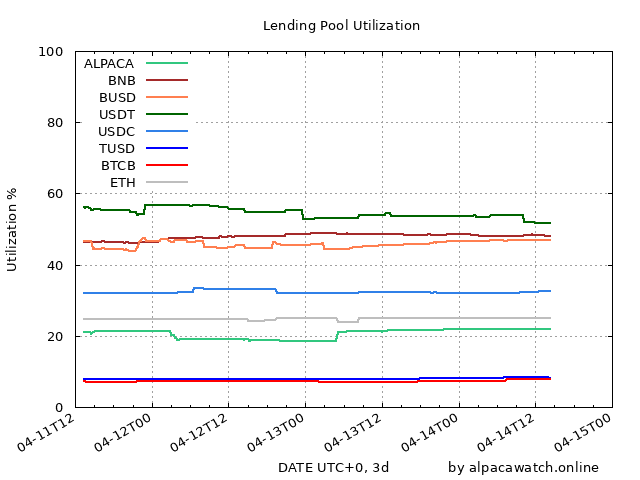 Lending Pool Utilization
100
80
60
40
20
0
Utilization %
ALPACA
BNB
BUSD
USDT
USDC
TUSD
BTCB
ETH
04-11T12
04-12T00
04-12T12
04-13T00
04-13T12
04-14T00
04-14T12
04-15T00
DATE UTC+0, 3d
by alpacawatch.online